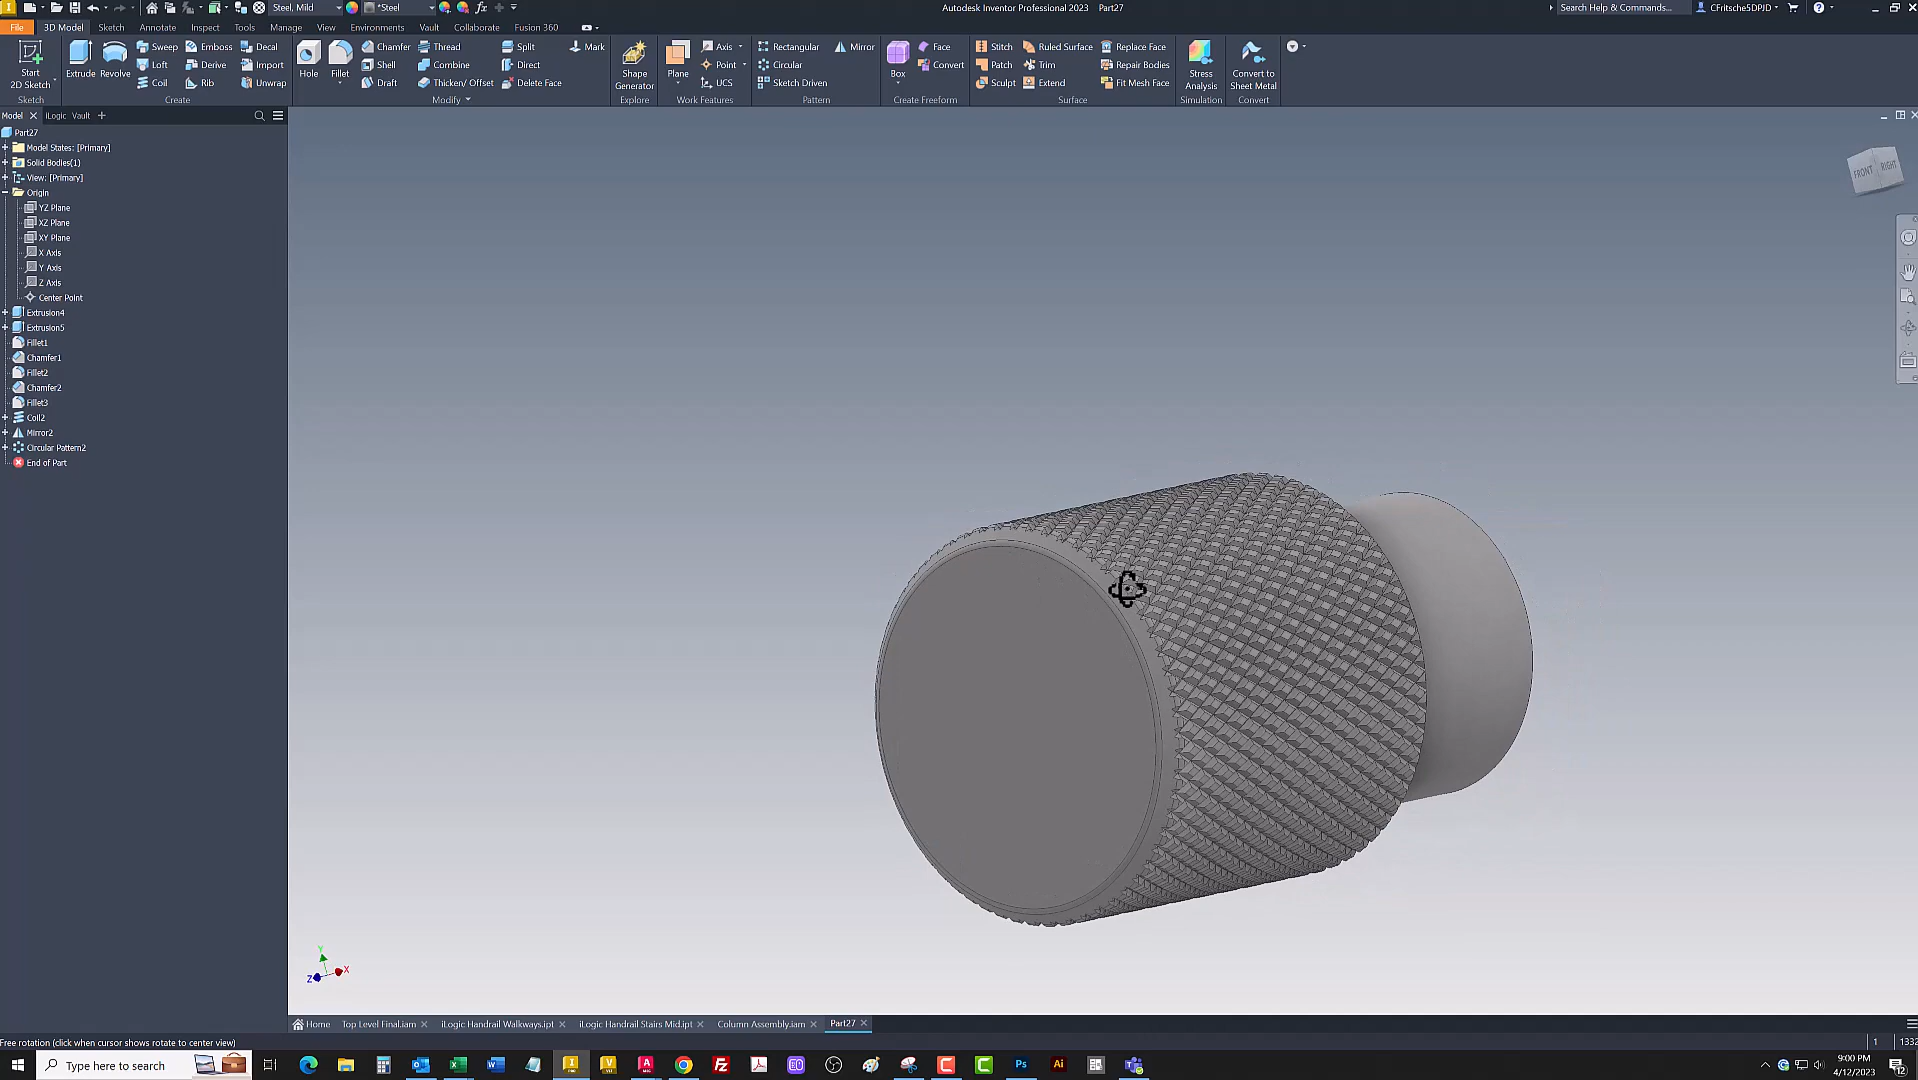 Steel, Mild
*Steel
Autodesk Inventor Professional 2023 Part27
Search Help & Commands...
CFritsche5DPJD
File 3D Model Sketch Annotate Inspect Tools Manage View Environments Vault Collaborate Fusion 360
Start
2D Sketch
Sketch
Extrude
Revolve
Sweep
Loft
Coil
Emboss
Derive
Rib
Decal
Import
Unwrap
Create
Hole
Fillet
Chamfer
Shell
Draft
Thread
Combine
Thicken/ Offset
Split
Direct
Delete Face
Mark
Modify
Shape
Generator
Explore
Plane
Axis
Point
UCS
Work Features
Rectangular
Circular
Sketch Driven
Mirror
Pattern
Box
Face
Convert
Create Freeform
Stitch
Patch
Sculpt
Ruled Surface
Trim
Extend
Replace Face
Repair Bodies
Fit Mesh Face
Surface
Stress
Analysis
Simulation
Convert to
Sheet Metal
Convert
Model iLogic Vault
Part27
Model States: [Primary]
Solid Bodies(1)
View: [Primary]
Origin
YZ Plane
XZ Plane
XY Plane
X Axis
Y Axis
Z Axis
Center Point
Extrusion4
Extrusion5
Fillet1
Chamfer1
Fillet2
Chamfer2
Fillet3
Coil2
Mirror2
Circular Pattern2
End of Part
FRONT RIGHT
Y
Z
X
Home Top Level Final.iam iLogic Handrail Walkways.ipt iLogic Handrail Stairs Mid.ipt Column Assembly.iam Part27
Free rotation (click when cursor shows rotate to center view)
1 1332
Type here to search
Ps
Ai
9:00 PM
4/12/2023